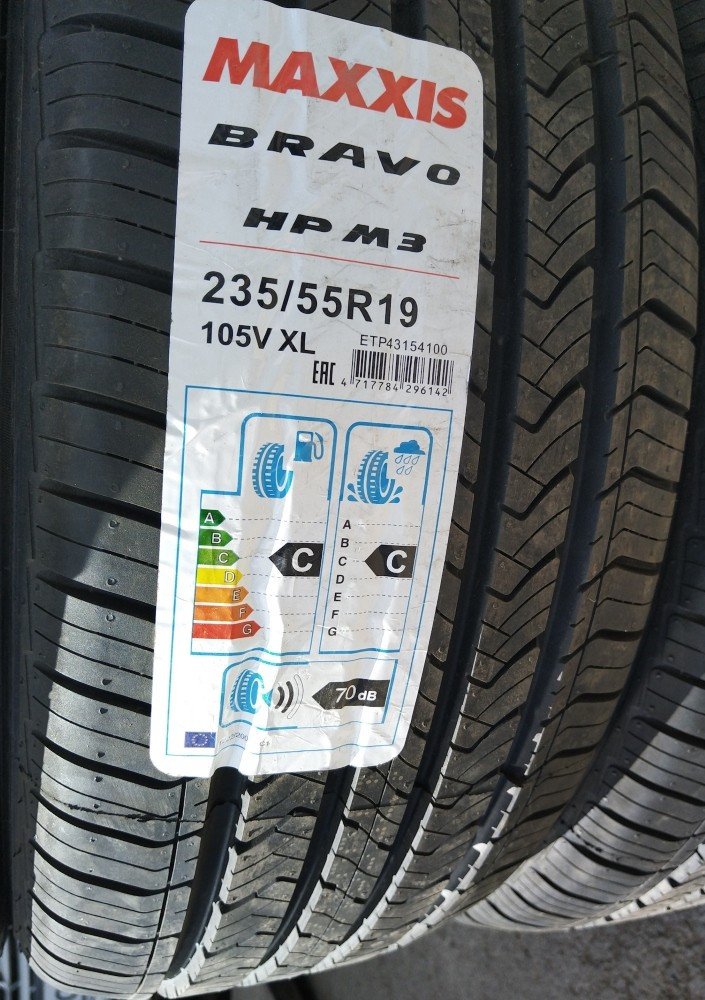 MAXXIS
BRAVO
HP M3
235/55R19
105V XL
ETP43154100
EAC
4 717784 296142
A
B
C
D
E
F
G
C
A
B
C
D
E
F
G
C
70 dB